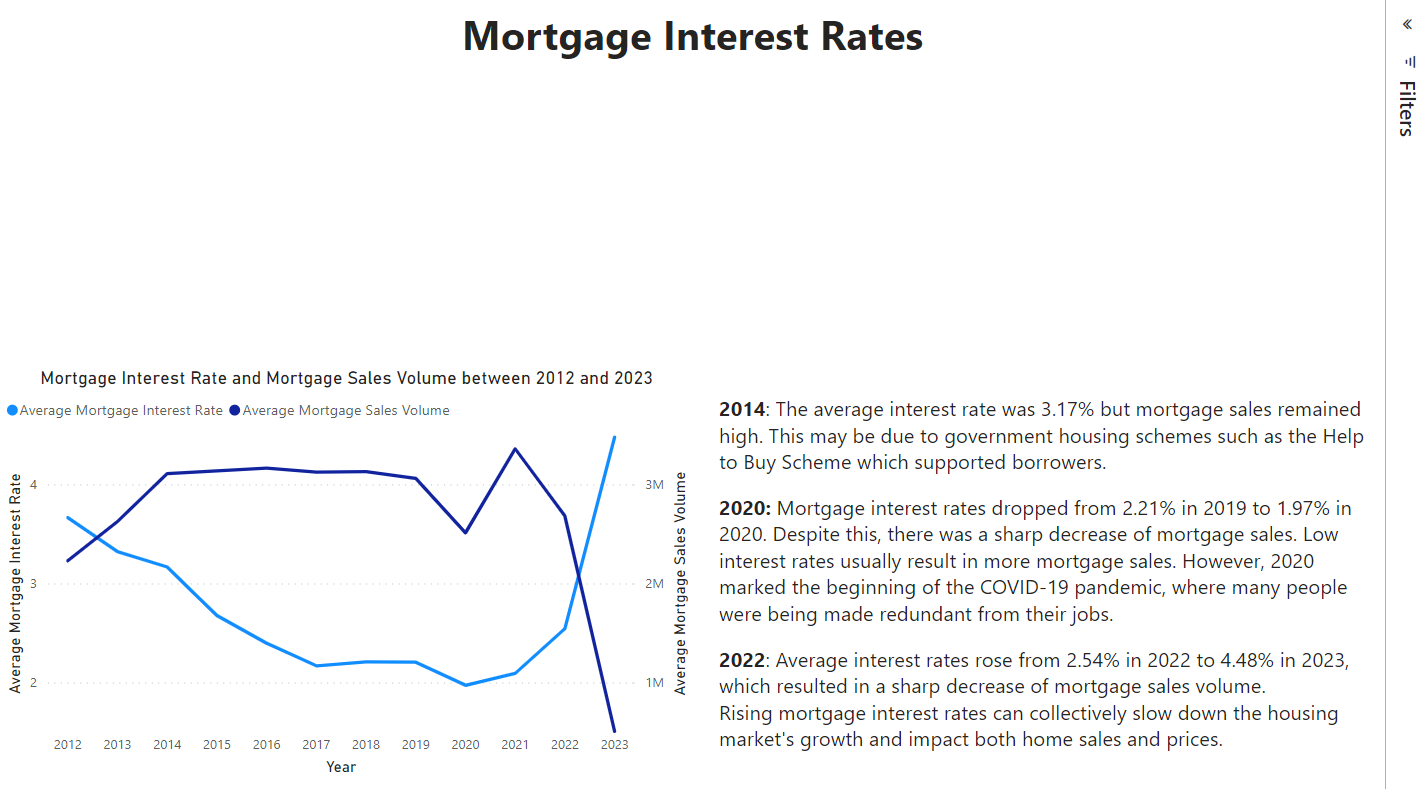 Mortgage Interest Rates
Filters
Mortgage Interest Rate and Mortgage Sales Volume between 2012 and 2023
Average Mortgage Interest Rate Average Mortgage Sales Volume
Average Mortgage Interest Rate
4
3
2
3M
2M
1M
Average Mortgage Sales Volume
2012 2013 2014 2015 2016 2017 2018 2019 2020 2021 2022 2023
Year
2014: The average interest rate was 3.17% but mortgage sales remained
high. This may be due to government housing schemes such as the Help
to Buy Scheme which supported borrowers.
2020: Mortgage interest rates dropped from 2.21% in 2019 to 1.97% in
2020. Despite this, there was a sharp decrease of mortgage sales. Low
interest rates usually result in more mortgage sales. However, 2020
marked the beginning of the COVID-19 pandemic, where many people
were being made redundant from their jobs.
2022: Average interest rates rose from 2.54% in 2022 to 4.48% in 2023,
which resulted in a sharp decrease of mortgage sales volume.
Rising mortgage interest rates can collectively slow down the housing
market's growth and impact both home sales and prices.